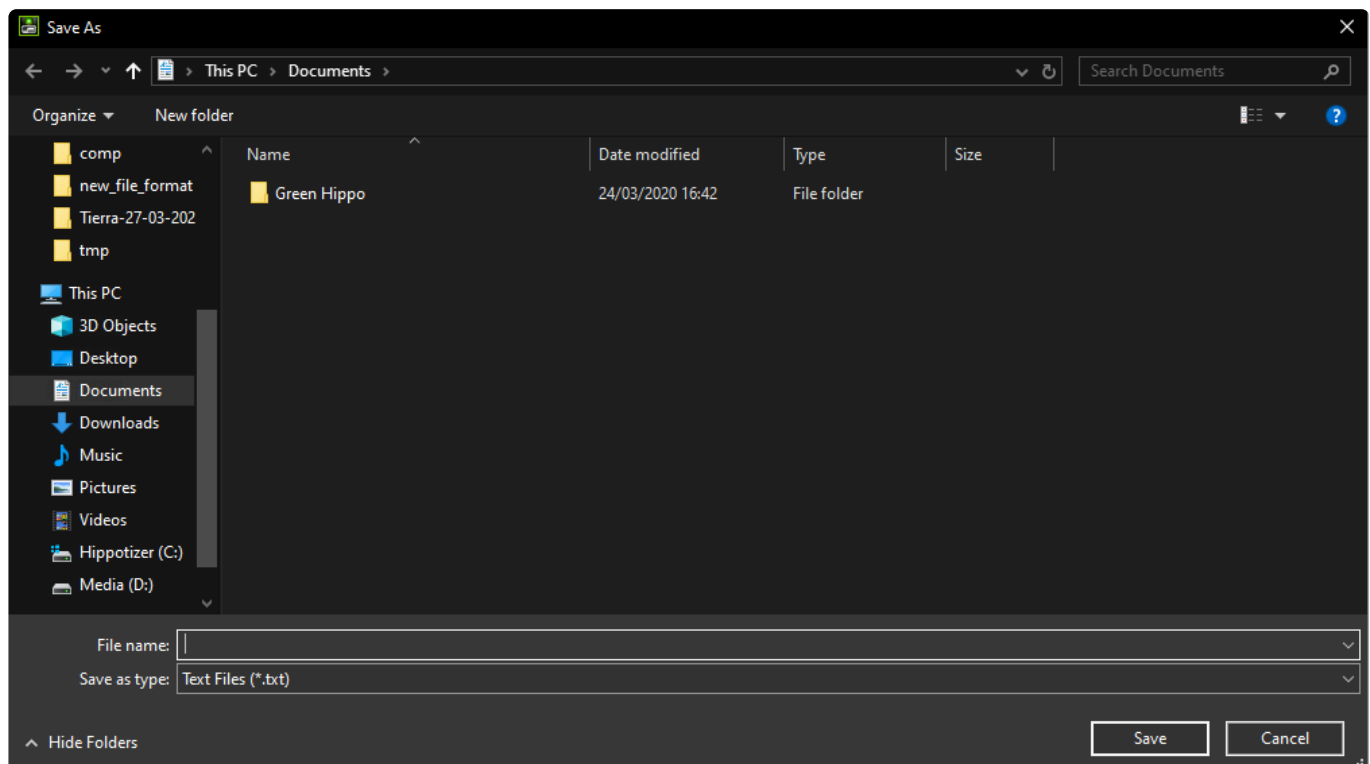 Save As
This PC > Documents >
Search Documents
Organize
New folder
comp
new_file_format
Tierra-27-03-202
tmp
This PC
3D Objects
Desktop
Documents
Downloads
Music
Pictures
Videos
Hippotizer (C:)
Media (D:)
Name Date modified Type Size
Green Hippo 24/03/2020 16:42 File folder
File name:
Save as type: Text Files (*.txt)
Hide Folders
Save
Cancel